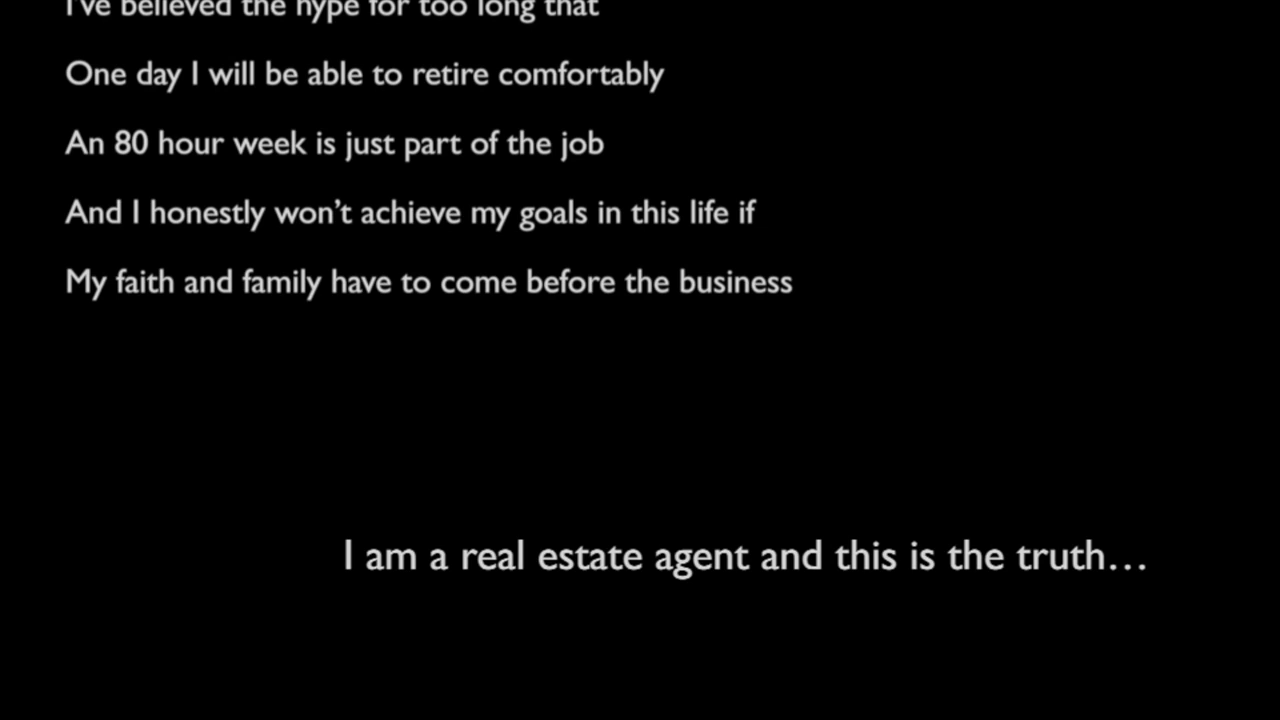 I've believed the hype for too long that
One day I will be able to retire comfortably
An 80 hour week is just part of the job
And I honestly won’t achieve my goals in this life if
My faith and family have to come before the business
I am a real estate agent and this is the truth…